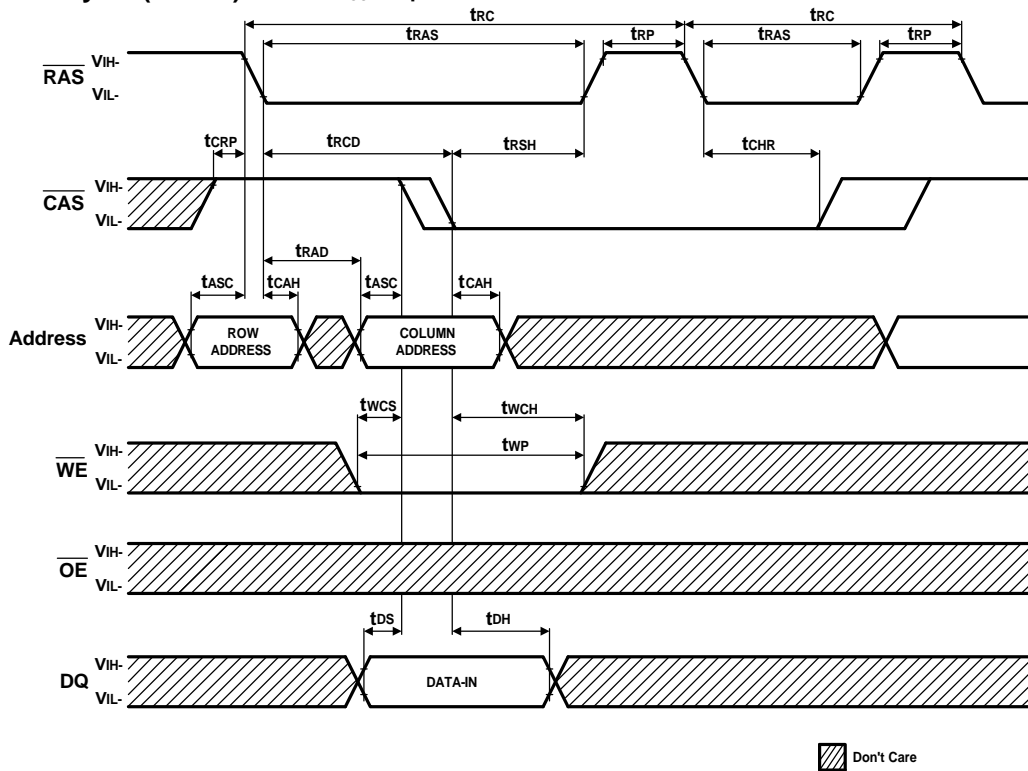 tRC tRC
tRAS tRP tRAS tRP
RAS VIH-
VIL-
tCRP tRCD tRSH tCHR
CAS VIH-
VIL-
tRAD
tASC tCAH tASC tCAH
Address VIH-
VIL-
ROW ADDRESS
COLUMN ADDRESS
tWCS tWCH
tWP
WE VIH-
VIL-
OE VIH-
VIL-
tDS tDH
DQ VIH-
VIL-
DATA-IN
Don't Care